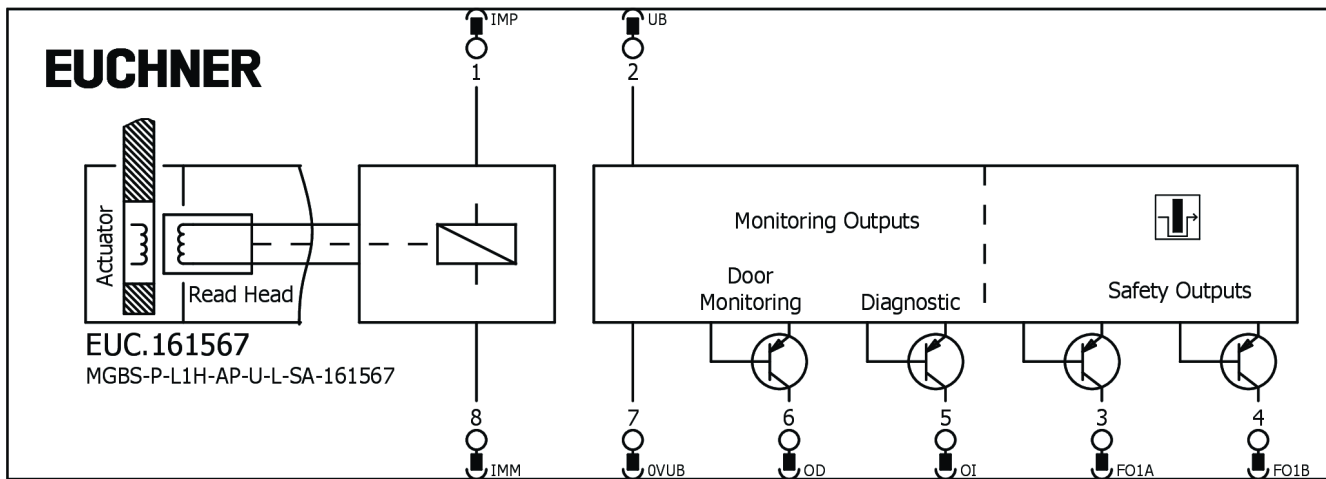 IMP
UB
EUCHNER
1
2
Actuator
Read Head
Monitoring Outputs
Door
Monitoring
Diagnostic
Safety Outputs
EUC.161567
MGBS-P-L1H-AP-U-L-SA-161567
8
7
6
5
3
4
IMM
0VUB
OD
OI
FO1A
FO1B